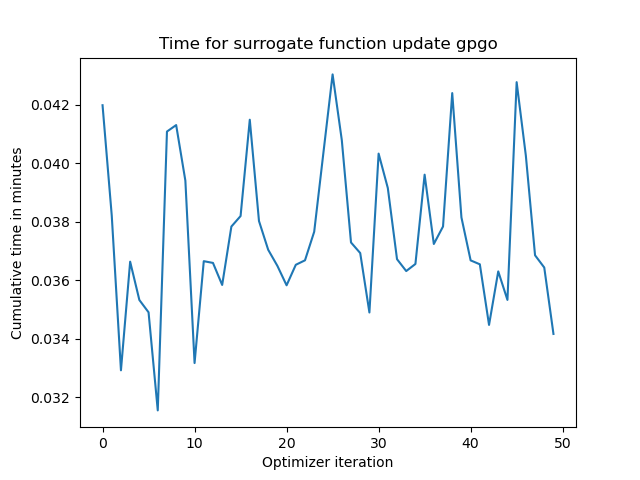 Time for surrogate function update gpgo
Cumulative time in minutes
0.042
0.040
0.038
0.036
0.034
0.032
0 10 20 30 40 50
Optimizer iteration